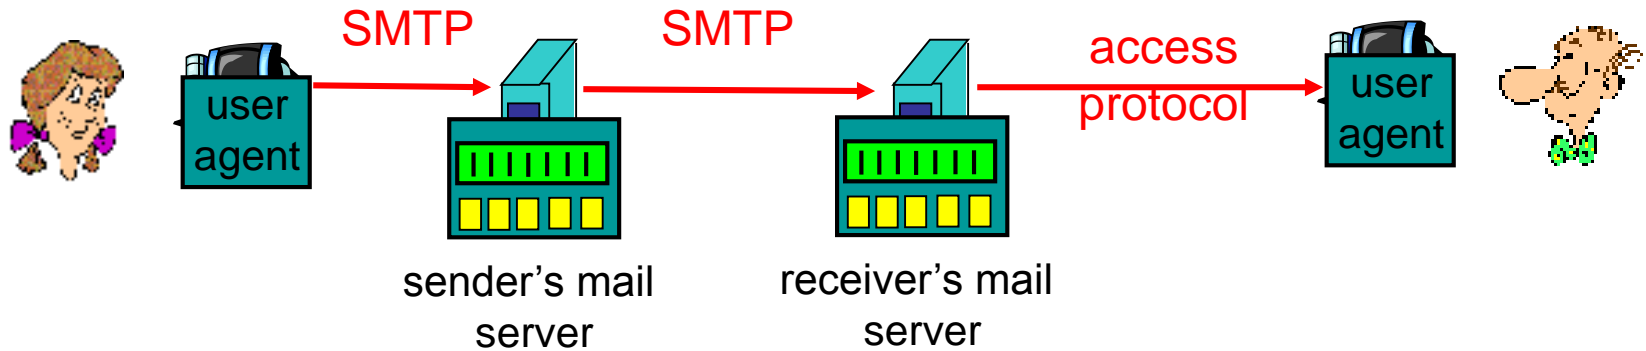 SMTP
SMTP
access
protocol
user
agent
user
agent
sender's mail
server
receiver's mail
server